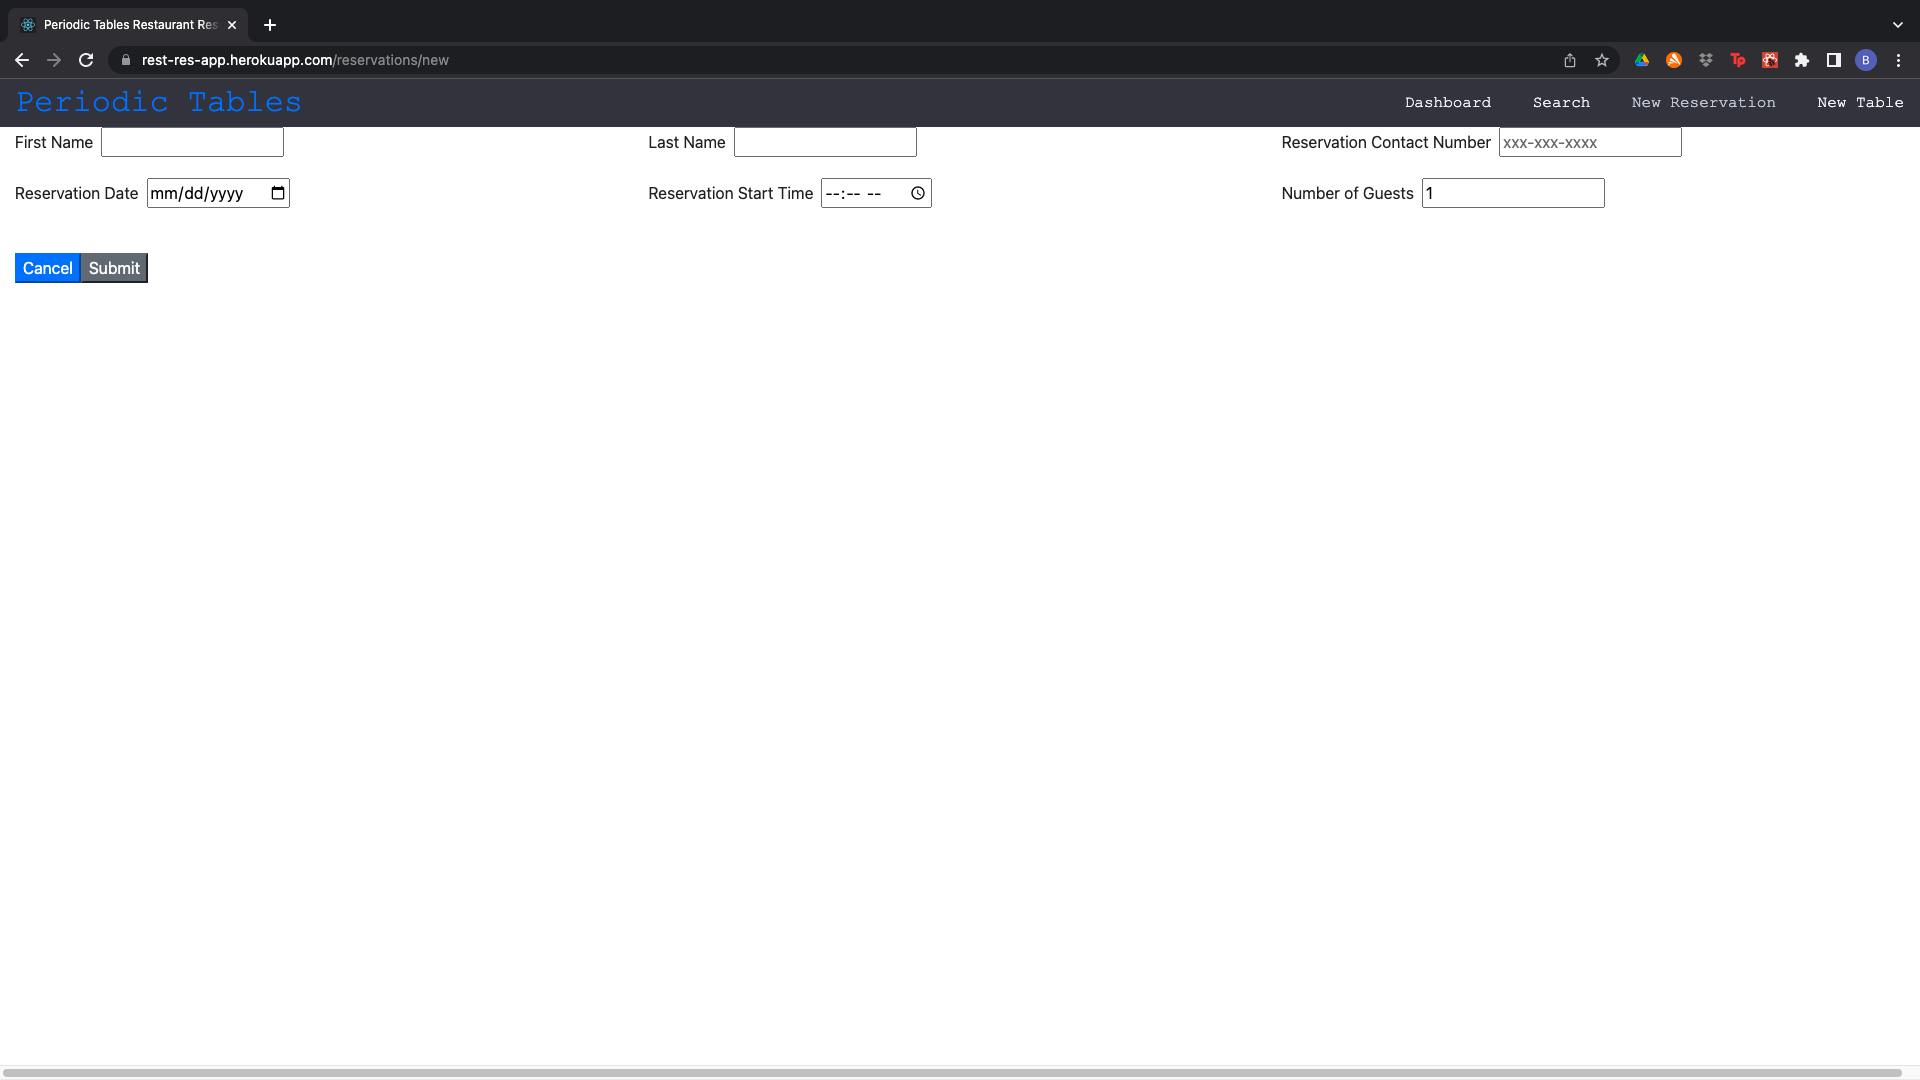 Periodic Tables Restaurant Res
rest-res-app.herokuapp.com/reservations/new
Tp
B
Periodic Tables
Dashboard Search New Reservation New Table
First Name Last Name Reservation Contact Number xxx-xxx-xxxx
Reservation Date mm/dd/yyyy Reservation Start Time --:-- -- Number of Guests 1
Cancel Submit